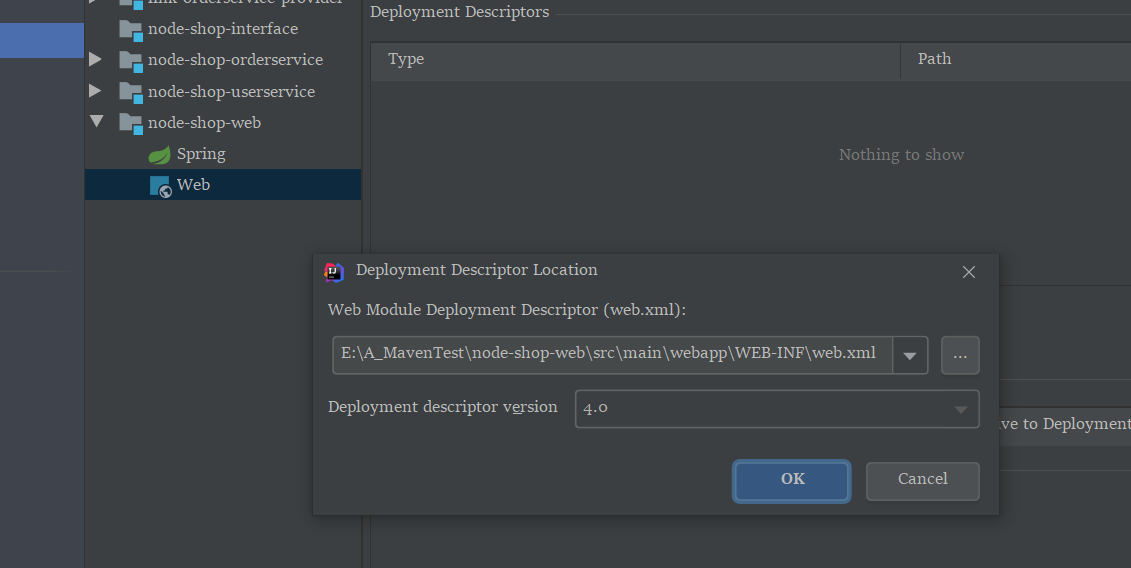 link-orderservice-provider
node-shop-interface
node-shop-orderservice
node-shop-userservice
node-shop-web
Spring
Web
Deployment Descriptors
Type Path
Nothing to show
Deployment Descriptor Location
Web Module Deployment Descriptor (web.xml):
E:\A_MavenTest\node-shop-web\src\main\webapp\WEB-INF\web.xml
...
Deployment descriptor version 4.0
OK Cancel
ve to Deployment